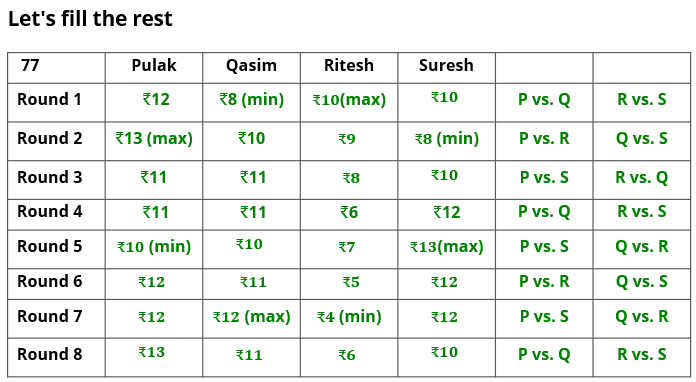 Let's fill the rest
77 Pulak Qasim Ritesh Suresh
Round 1 ₹12 ₹8 (min) ₹10(max) ₹10 P vs. Q R vs. S
Round 2 ₹13 (max) ₹10 ₹9 ₹8 (min) P vs. R Q vs. S
Round 3 ₹11 ₹11 ₹8 ₹10 P vs. S R vs. Q
Round 4 ₹11 ₹11 ₹6 ₹12 P vs. Q R vs. S
Round 5 ₹10 (min) ₹10 ₹7 ₹13(max) P vs. S Q vs. R
Round 6 ₹12 ₹11 ₹5 ₹12 P vs. R Q vs. S
Round 7 ₹12 ₹12 (max) ₹4 (min) ₹12 P vs. S Q vs. R
Round 8 ₹13 ₹11 ₹6 ₹10 P vs. Q R vs. S